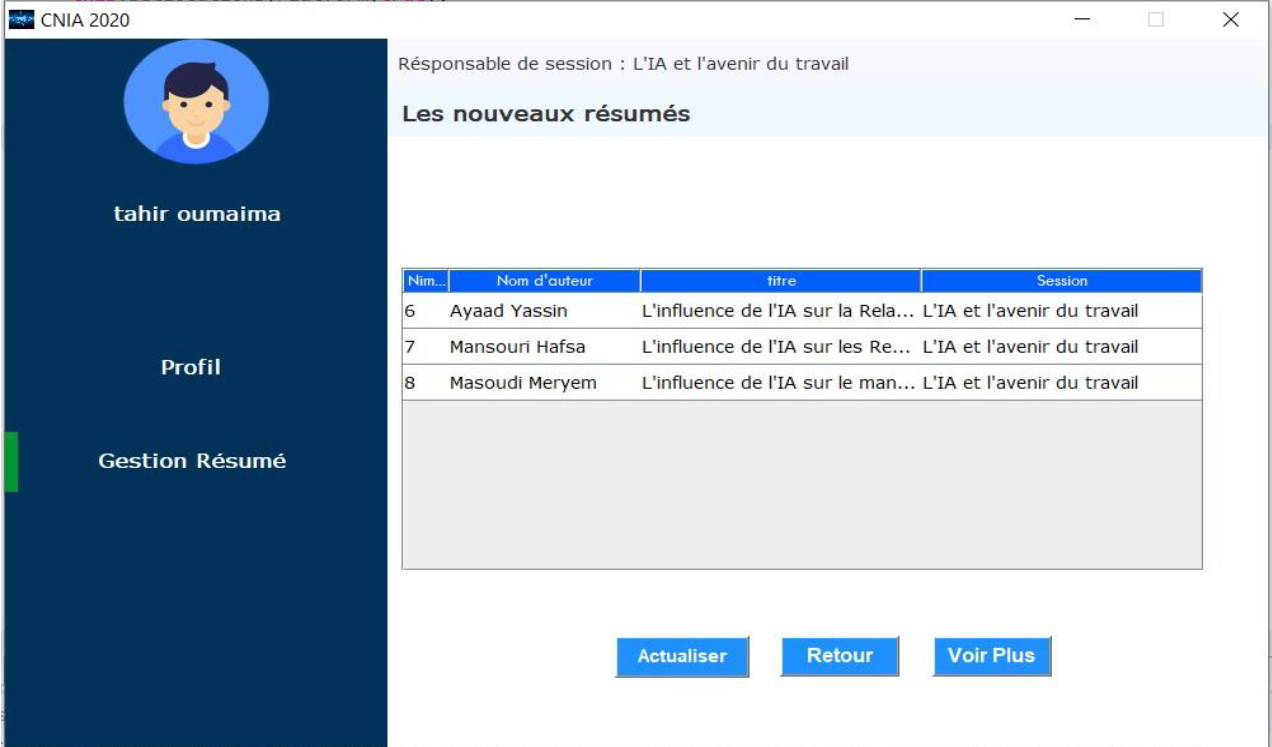 CNIA 2020
Résponsable de session : L'IA et l'avenir du travail
Les nouveaux résumés
tahir oumaima
Profil
Gestion Résumé
Nim... Nom d'auteur titre Session
6 Ayaad Yassin L'influence de l'IA sur la Rela... L'IA et l'avenir du travail
7 Mansouri Hafsa L'influence de l'IA sur les Re... L'IA et l'avenir du travail
8 Masoudi Meryem L'influence de l'IA sur le man... L'IA et l'avenir du travail
Actualiser Retour Voir Plus